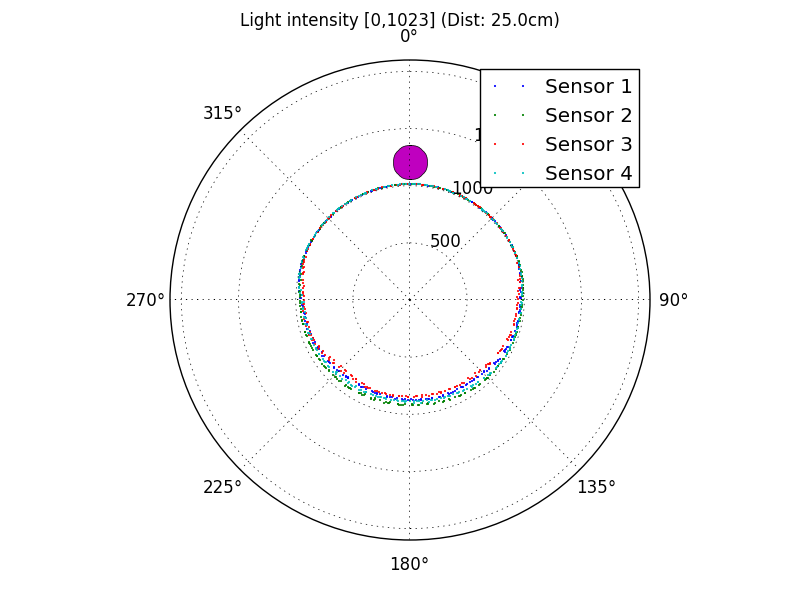 Light intensity [0,1023] (Dist: 25.0cm)
0°
315°
Sensor 1
Sensor 2
Sensor 3
Sensor 4
1000
500
270°
90°
225°
135°
180°